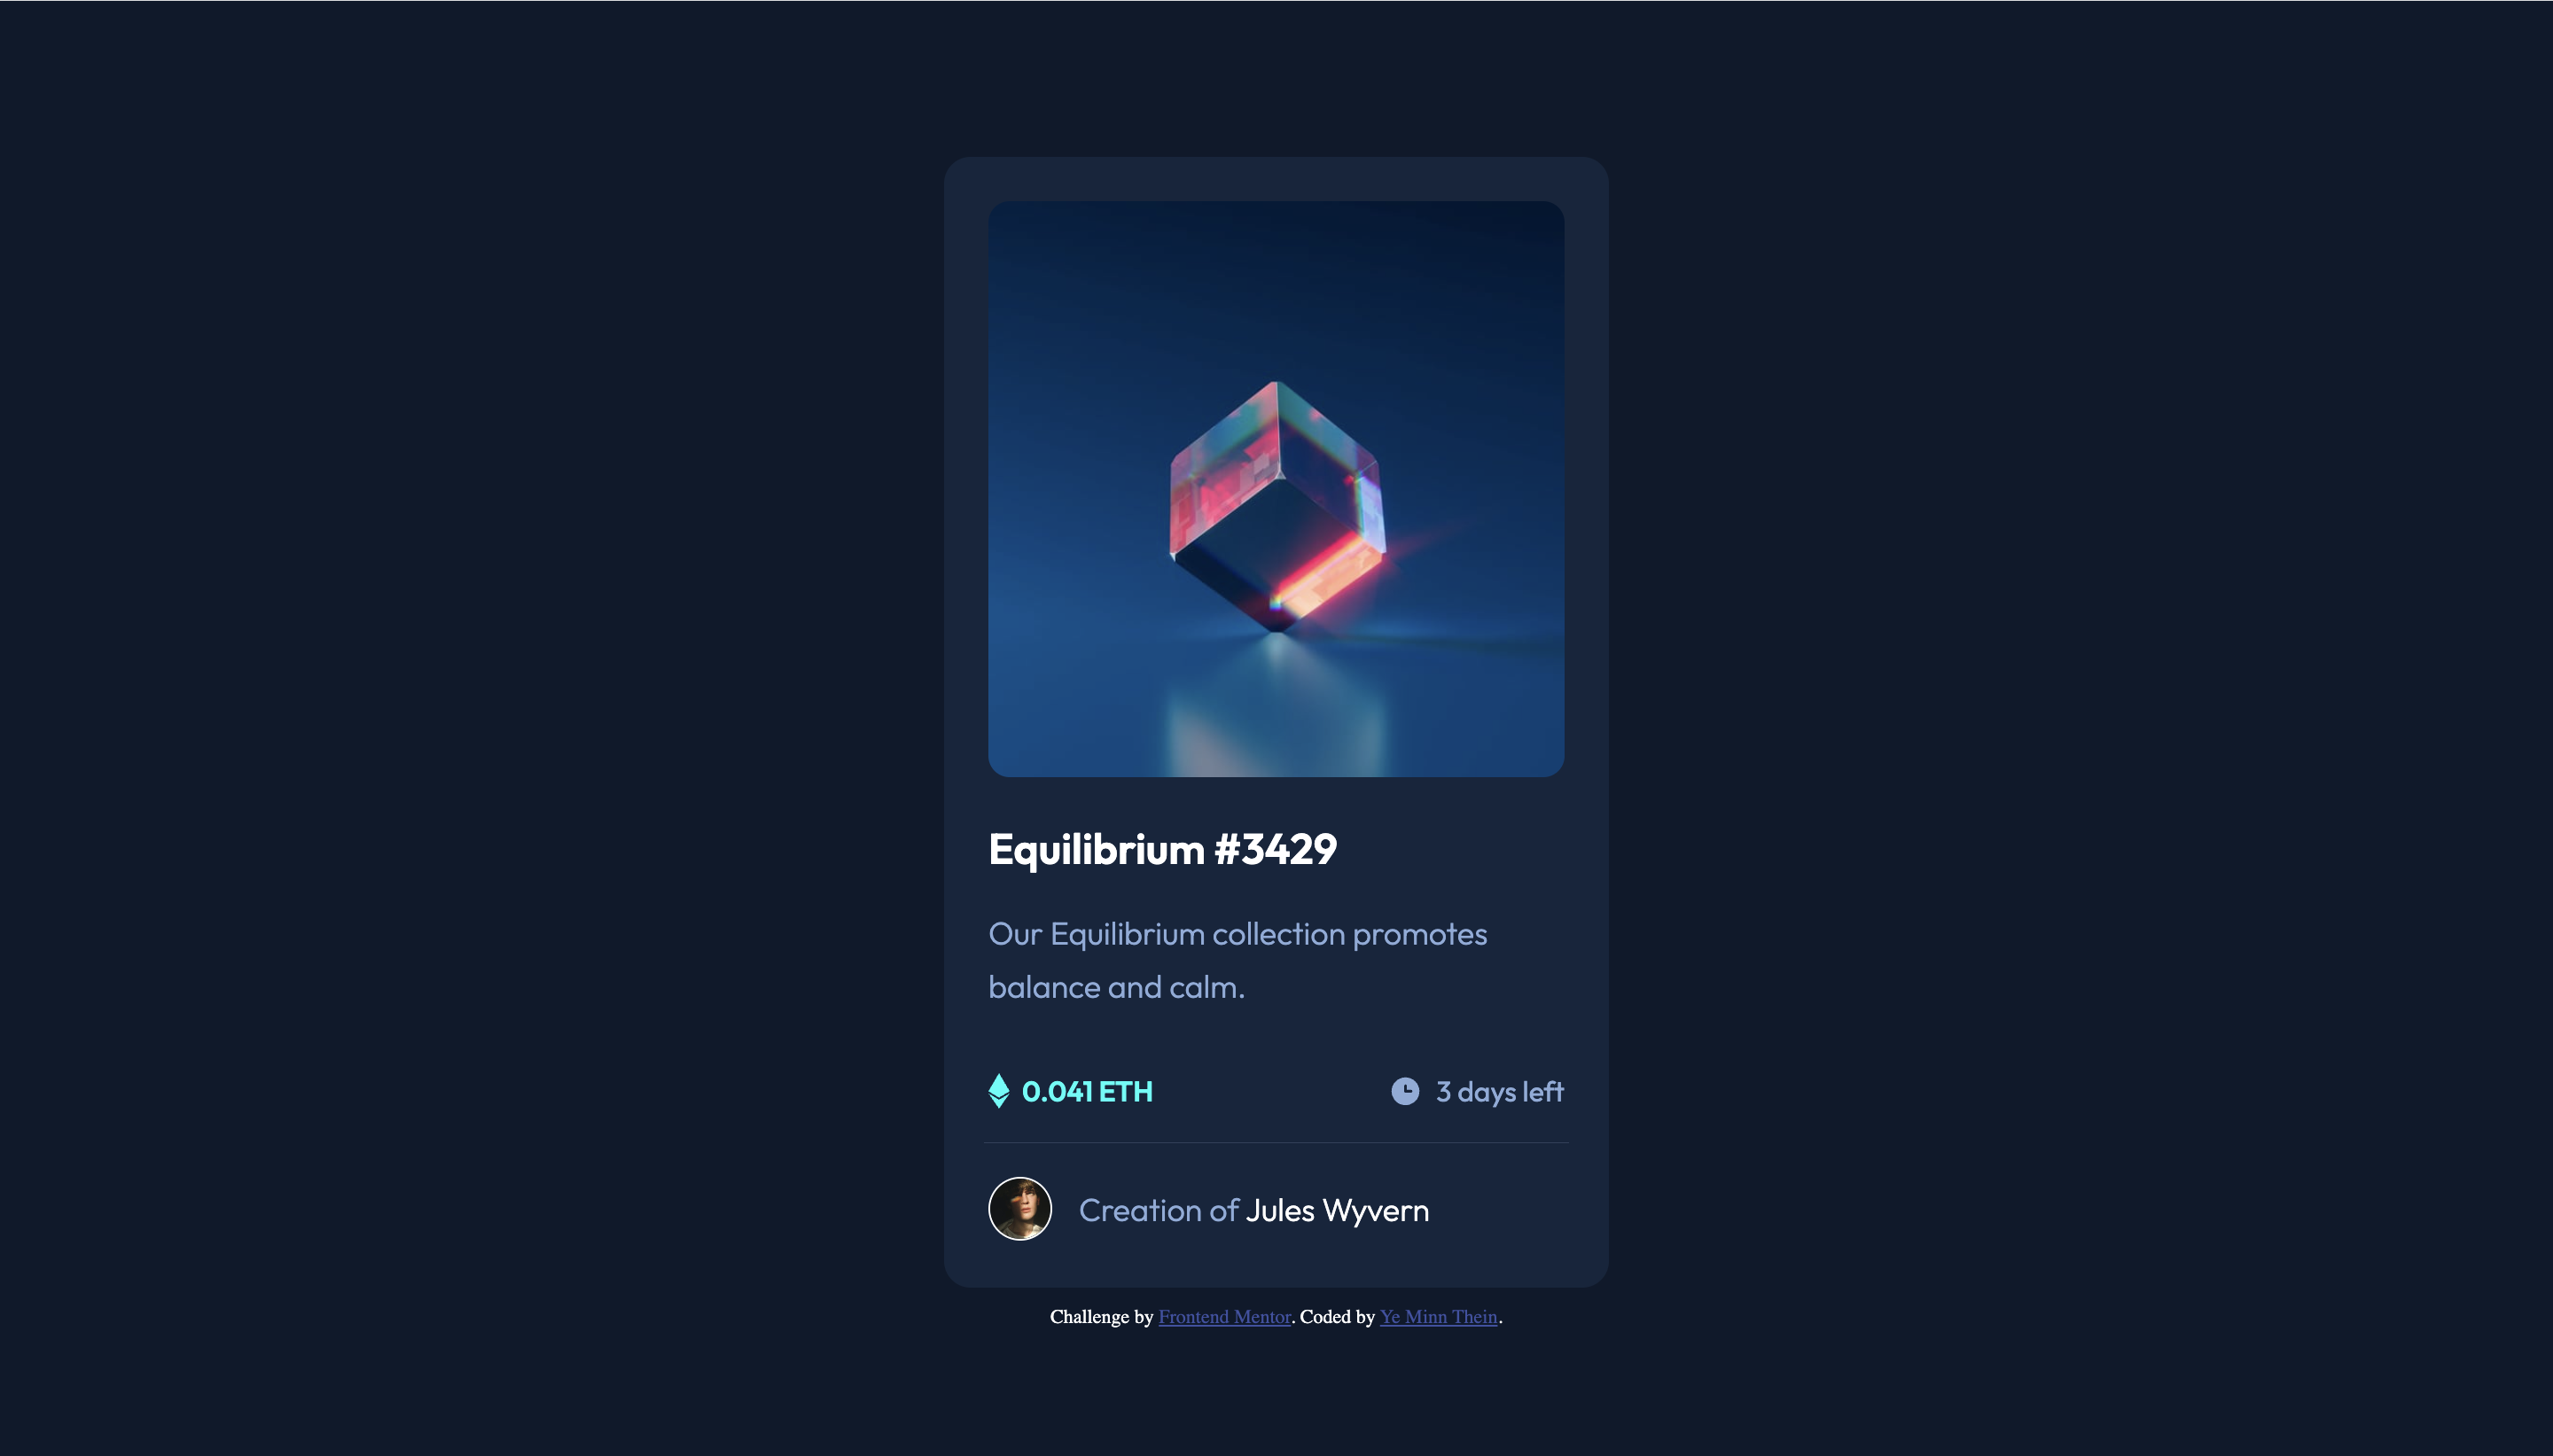 Equilibrium #3429
Our Equilibrium collection promotes
balance and calm.
0.041 ETH
3 days left
Creation of Jules Wyvern
Challenge by Frontend Mentor. Coded by Ye Minn Thein.